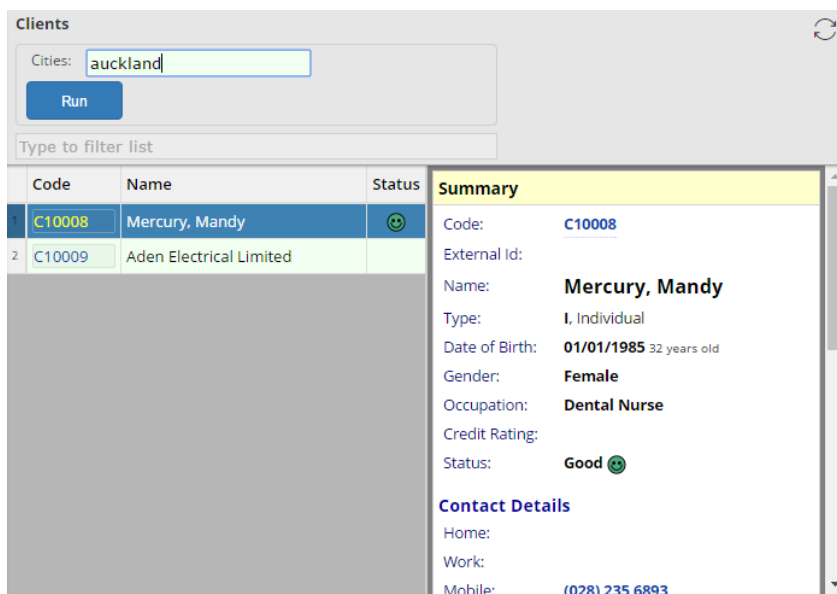 Clients
Cities: auckland
Run
Type to filter list
Code Name Status
1 C10008 Mercury, Mandy
2 C10009 Aden Electrical Limited
Summary
Code: C10008
External Id:
Name: Mercury, Mandy
Type: I, Individual
Date of Birth: 01/01/1985 32 years old
Gender: Female
Occupation: Dental Nurse
Credit Rating:
Status: Good
Contact Details
Home:
Work:
Mobile: (028) 235 6893